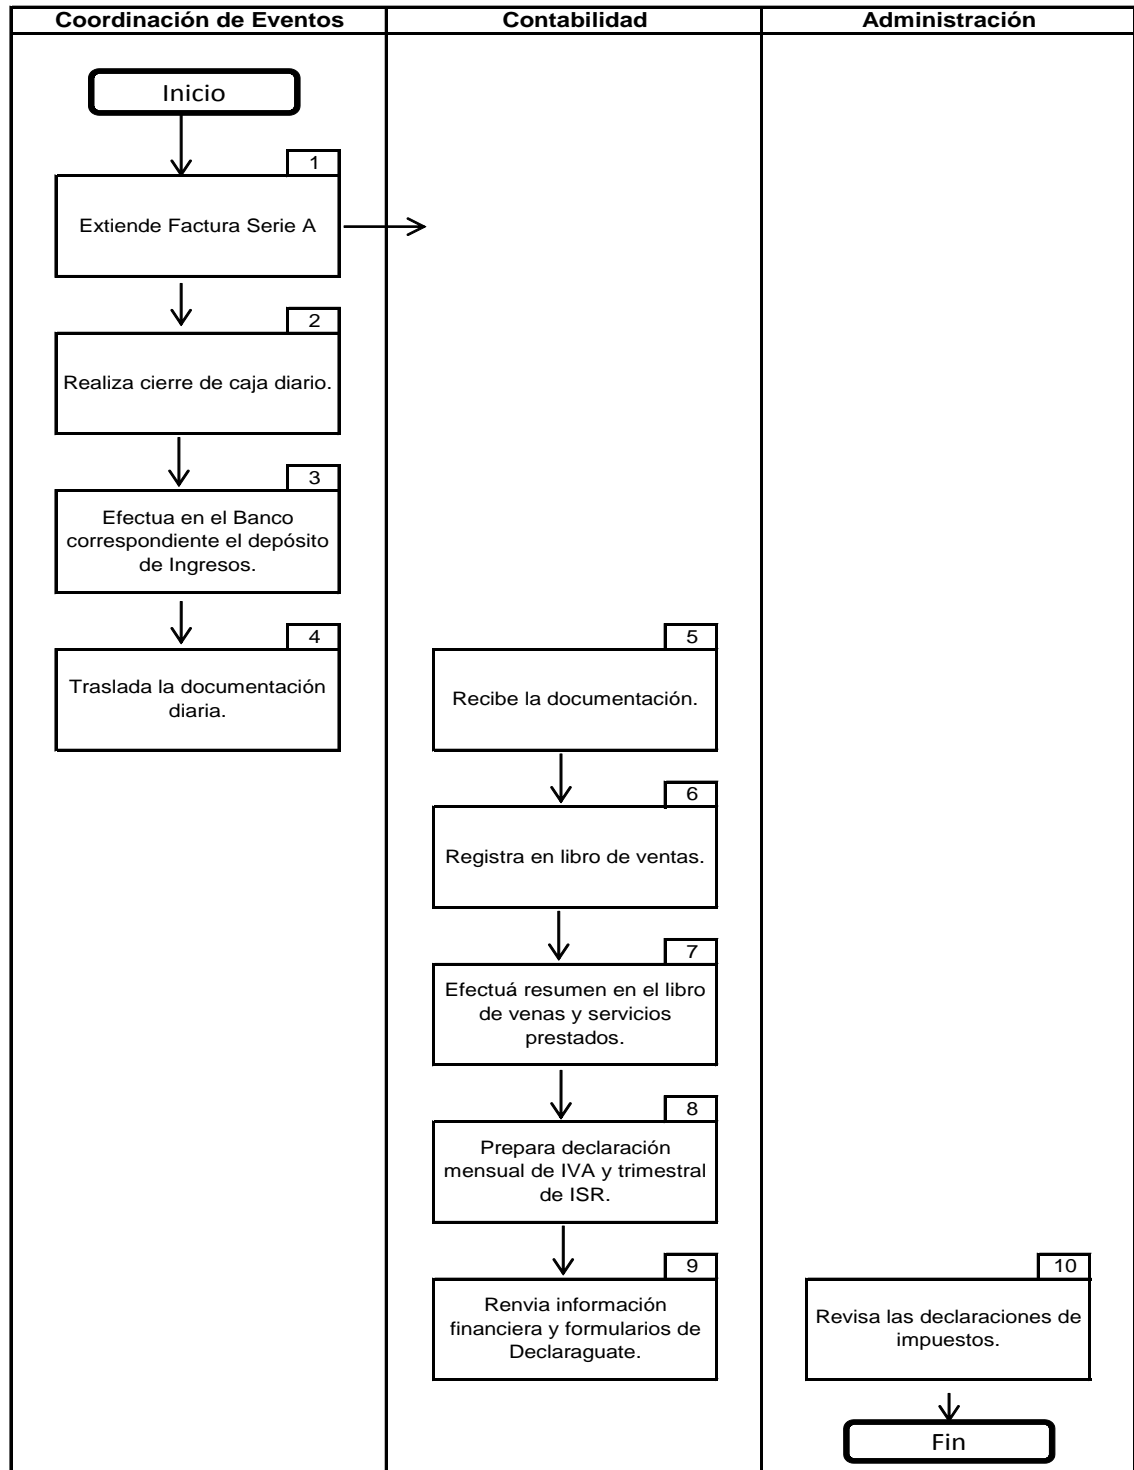 Coordinación de Eventos
Contabilidad
Administración
Inicio
1
Extiende Factura Serie A
2
Realiza cierre de caja diario.
3
Efectua en el Banco
correspondiente el depósito
de Ingresos.
4
Traslada la documentación
diaria.
5
Recibe la documentación.
6
Registra en libro de ventas.
7
Efectuá resumen en el libro
de venas y servicios
prestados.
8
Prepara declaración
mensual de IVA y trimestral
de ISR.
9
Renvia información
financiera y formularios de
Declaraguate.
10
Revisa las declaraciones de
impuestos.
Fin